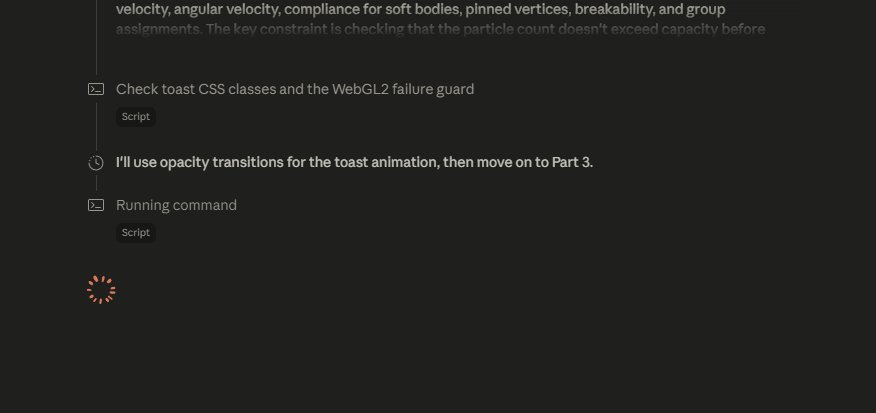 velocity, angular velocity, compliance for soft bodies, pinned vertices, breakability, and group
assignments. The key constraint is checking that the particle count doesn't exceed capacity before
Check toast CSS classes and the WebGL2 failure guard
Script
I'll use opacity transitions for the toast animation, then move on to Part 3.
Running command
Script